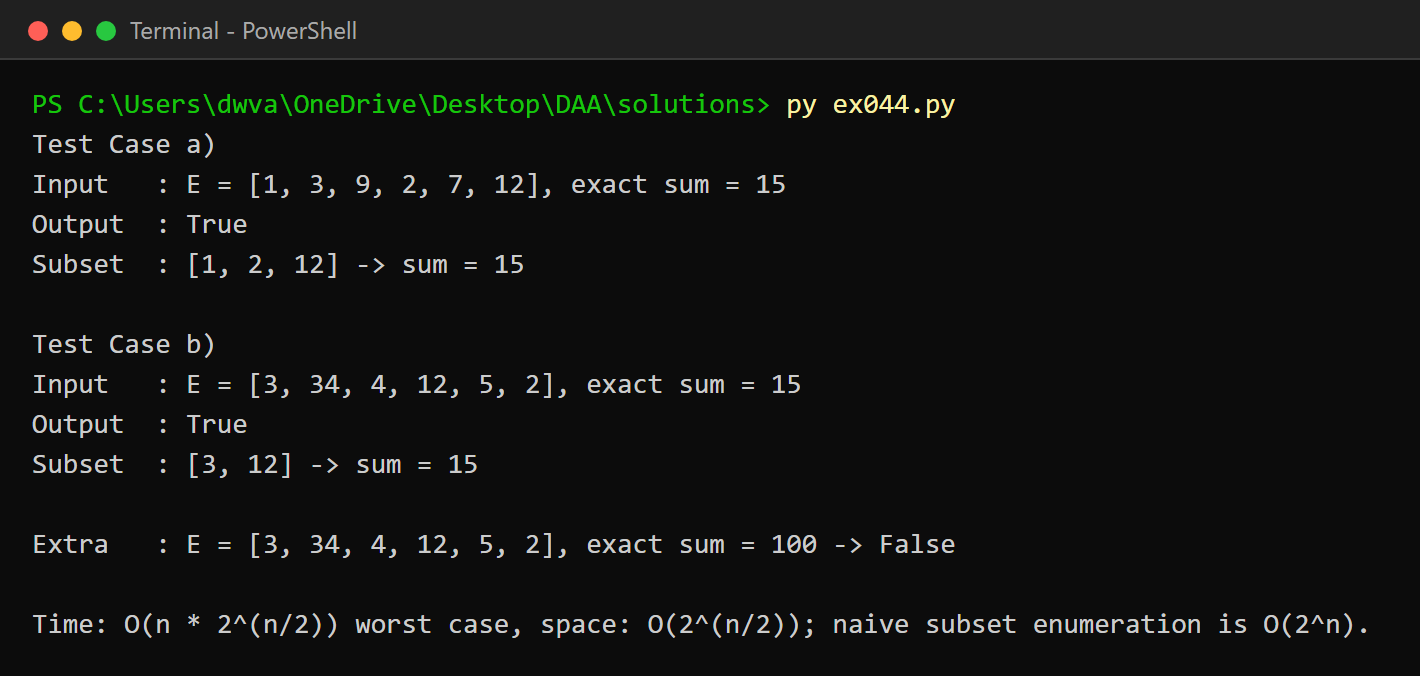 Terminal - PowerShell
PS C:\Users\dwva\OneDrive\Desktop\DAA\solutions> py ex044.py
Test Case a)
Input   : E = [1, 3, 9, 2, 7, 12], exact sum = 15
Output  : True
Subset  : [1, 2, 12] -> sum = 15
Test Case b)
Input   : E = [3, 34, 4, 12, 5, 2], exact sum = 15
Output  : True
Subset  : [3, 12] -> sum = 15
Extra   : E = [3, 34, 4, 12, 5, 2], exact sum = 100 -> False
Time: O(n * 2^(n/2)) worst case, space: O(2^(n/2)); naive subset enumeration is O(2^n).